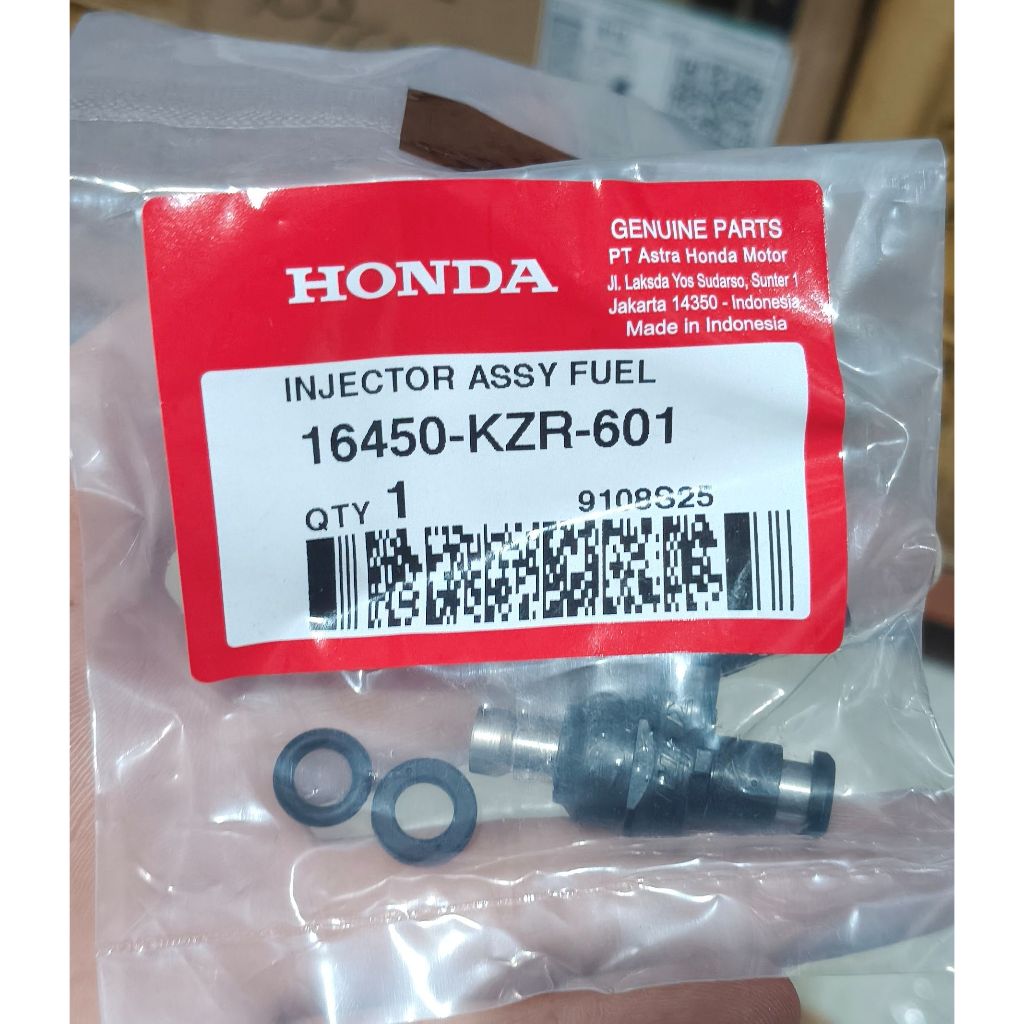 HONDA
GENUINE PARTS
PT Astra Honda Motor
Jl. Laksda Yos Sudarso, Sunter 1
Jakarta 14350 - Indonesia
Made in Indonesia
INJECTOR ASSY FUEL
16450-KZR-601
QTY 1 9108S25